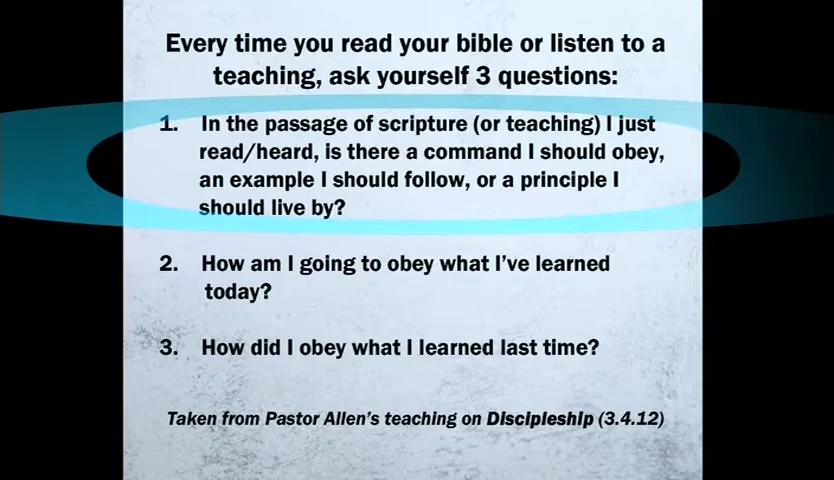 Every time you read your bible or listen to a
teaching, ask yourself 3 questions:
1. In the passage of scripture (or teaching) I just
read/heard, is there a command I should obey,
an example I should follow, or a principle I
should live by?
2. How am I going to obey what I've learned
today?
3. How did I obey what I learned last time?
Taken from Pastor Allen's teaching on Discipleship (3.4.12)